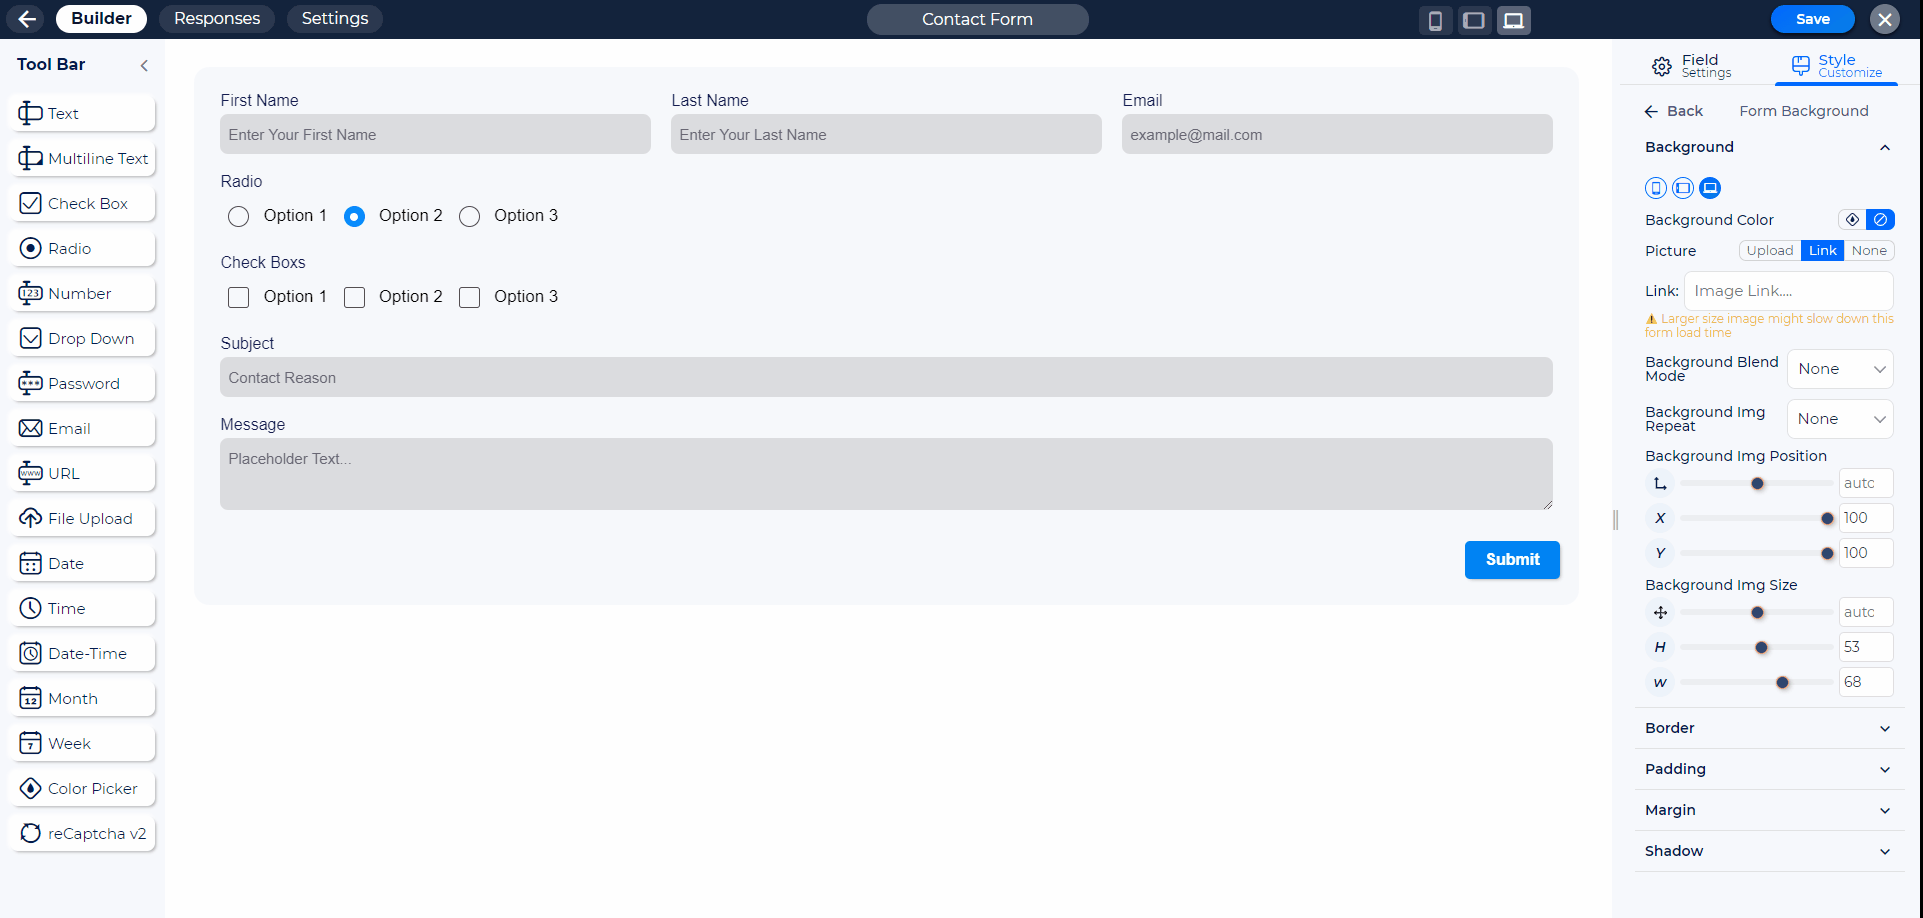 Builder
Responses
Settings
Contact Form
Save
Tool Bar
Text
Multiline Text
Check Box
Radio
123 Number
Drop Down
Password
Email
www URL
File Upload
Date
Time
Date-Time
12 Month
7 Week
Color Picker
reCaptcha v2
First Name
Enter Your First Name
Last Name
Enter Your Last Name
Email
example@mail.com
Radio
Option 1 Option 2 Option 3
Check Boxs
Option 1 Option 2 Option 3
Subject
Contact Reason
Message
Placeholder Text...
Submit
Field
Settings
Style
Customize
Back
Form Background
Background
Background Color
Picture Upload Link None
Link: Image Link....
Larger size image might slow down this
form load time
Background Blend
Mode
None
Background Img
Repeat
None
Background Img Position
auto
X 100
Y 100
Background Img Size
auto
H 53
w 68
Border
Padding
Margin
Shadow